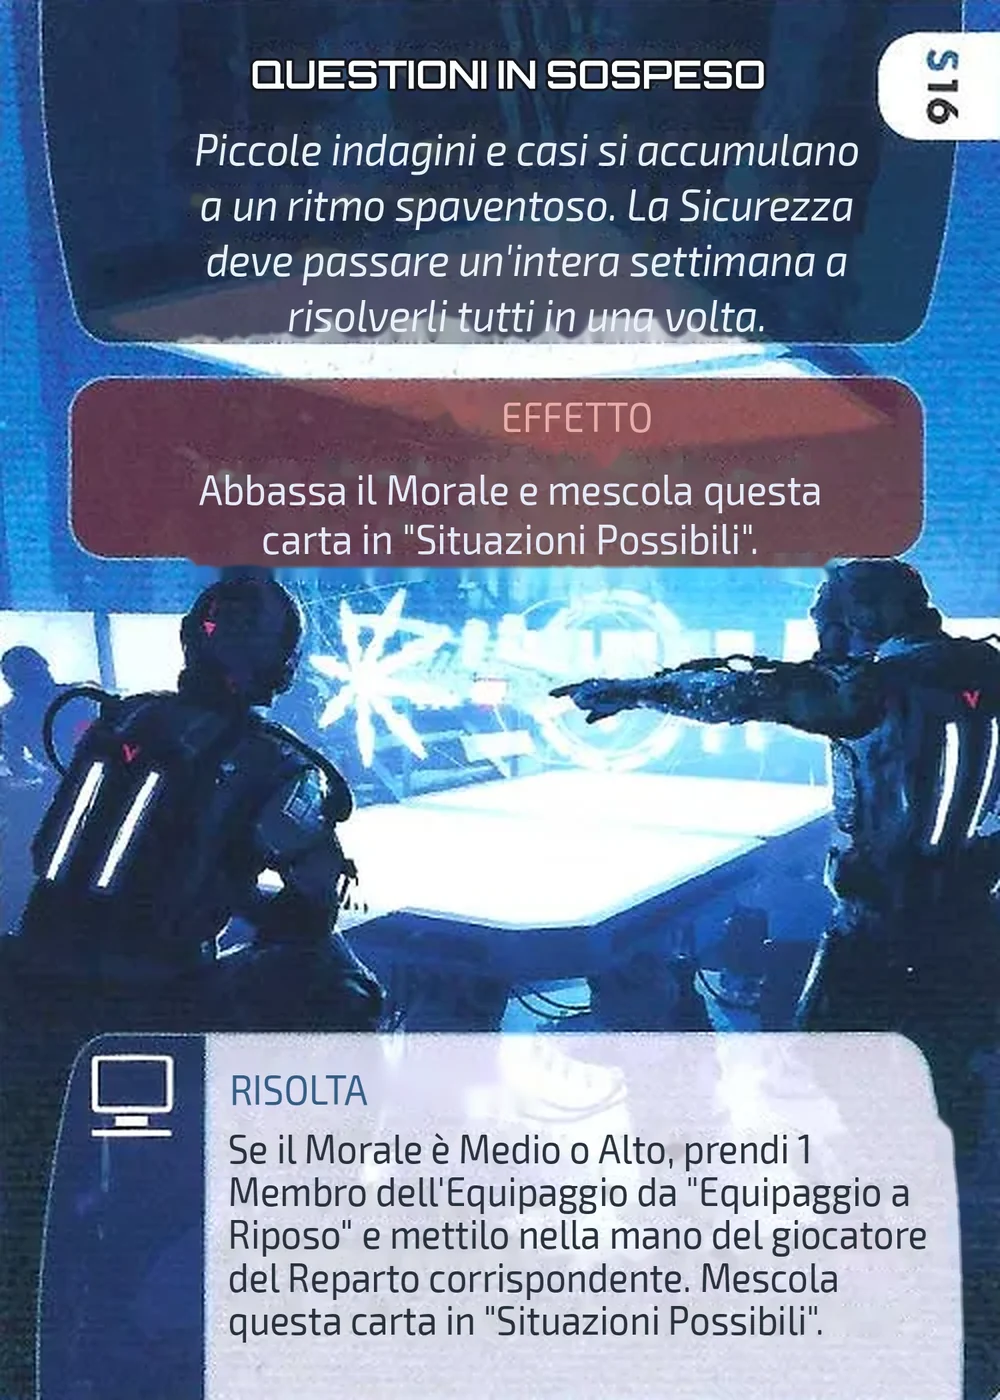 QUESTIONI IN SOSPESO
S16
Piccole indagini e casi si accumulano
a un ritmo spaventoso. La Sicurezza
deve passare un'intera settimana a
risolverli tutti in una volta.
EFFETTO
Abbassa il Morale e mescola questa
carta in "Situazioni Possibili".
RISOLTA
Se il Morale è Medio o Alto, prendi 1
Membro dell'Equipaggio da "Equipaggio a
Riposo" e mettilo nella mano del giocatore
del Reparto corrispondente. Mescola
questa carta in "Situazioni Possibili".